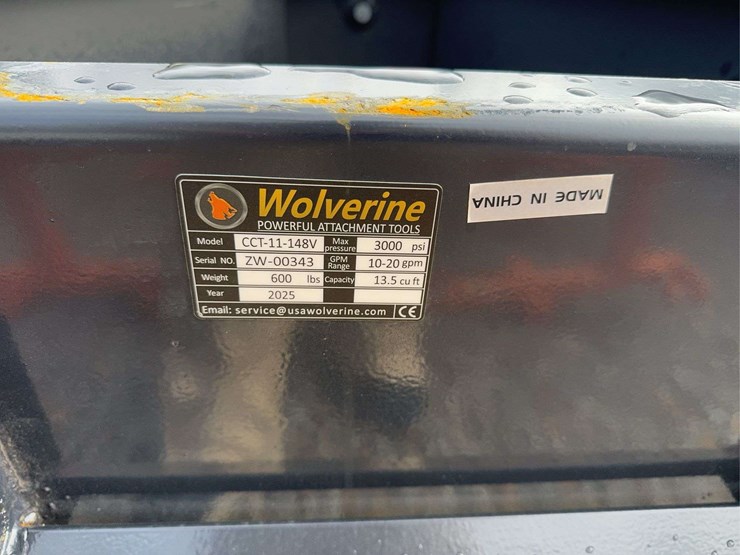 Wolverine
POWERFUL ATTACHMENT TOOLS
Model CCT-11-148V Max pressure 3000 psi
Serial NO. ZW-00343 GPM Range 10-20 gpm
Weight 600 lbs Capacity 13.5 cu ft
Year 2025
Email: service@usawolverine.com CE
MADE IN CHINA